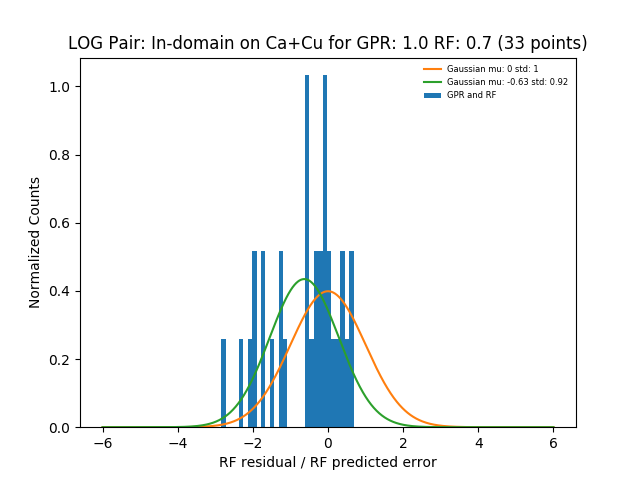 LOG Pair: In-domain on Ca+Cu for GPR: 1.0 RF: 0.7 (33 points)
Gaussian mu: 0 std: 1
Gaussian mu: -0.63 std: 0.92
GPR and RF
Normalized Counts
1.0
0.8
0.6
0.4
0.2
0.0
−6
−4
−2
0
2
4
6
RF residual / RF predicted error